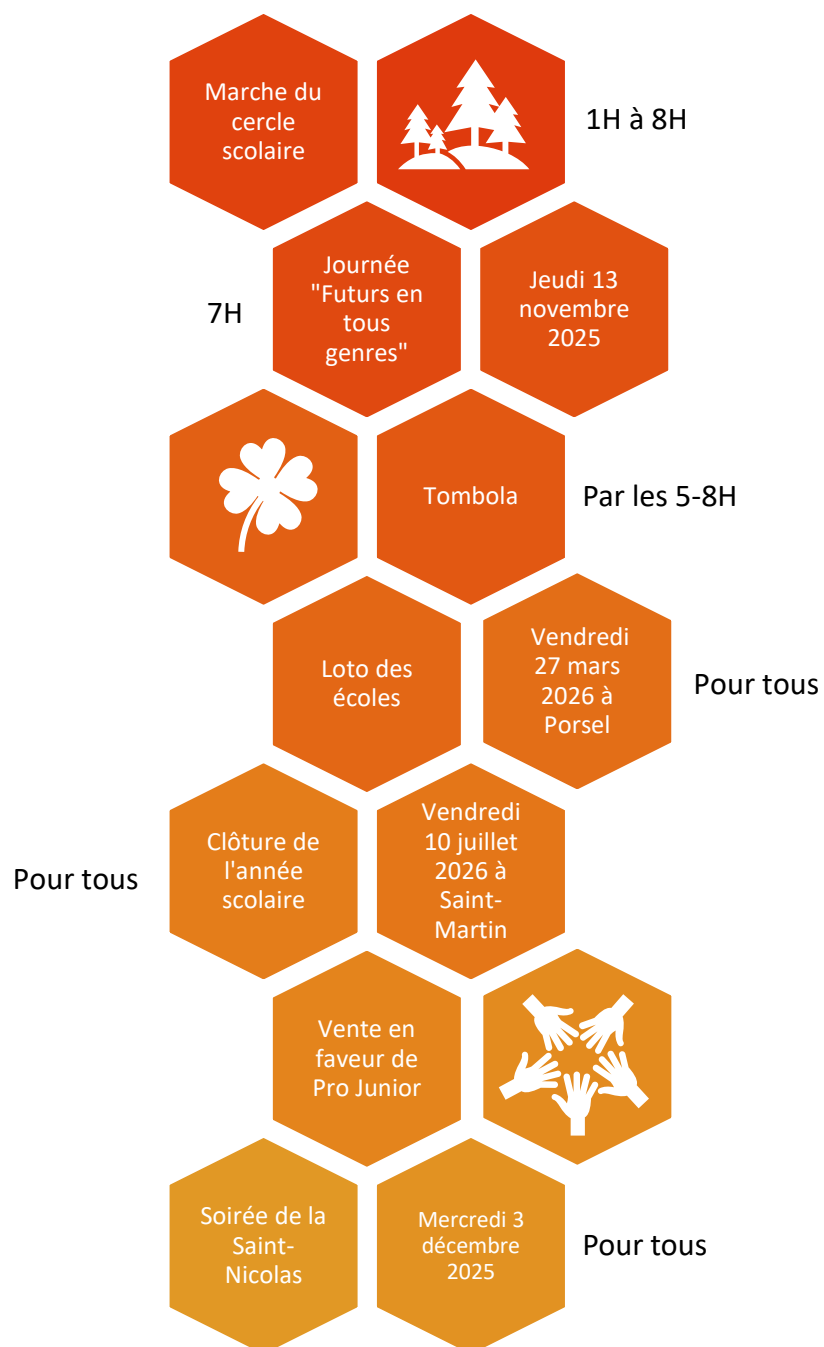 Marche du
cercle
scolaire
1H à 8H
7H
Journée
"Futurs en
tous
genres"
Jeudi 13
novembre
2025
Tombola
Par les 5-8H
Loto des
écoles
Vendredi
27 mars
2026 à
Porsel
Pour tous
Pour tous
Clôture de
l'année
scolaire
Vendredi
10 juillet
2026 à
Saint-
Martin
Vente en
faveur de
Pro Junior
Soirée de la
Saint-
Nicolas
Mercredi 3
décembre
2025
Pour tous